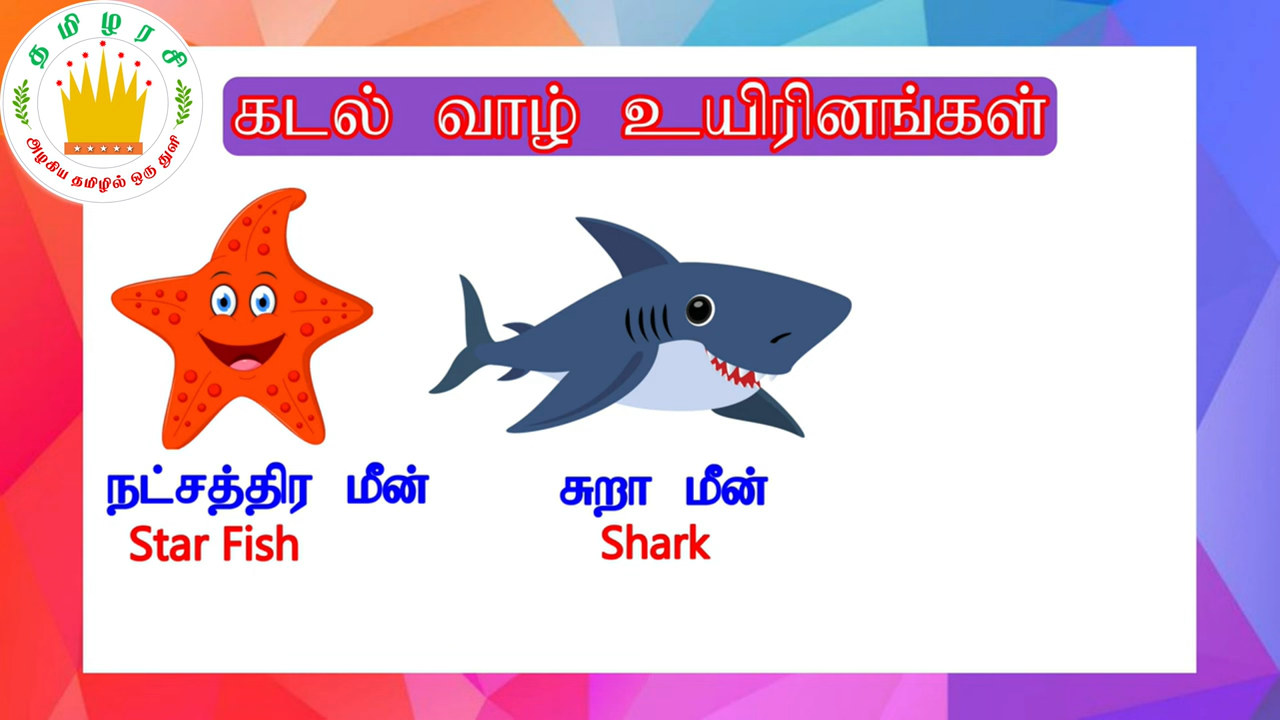 தமிழரசி
அழகிய தமிழில் ஒரு துளி
கடல் வாழ் உயிரினங்கள்
நட்சத்திர மீன்
Star Fish
சுறா மீன்
Shark